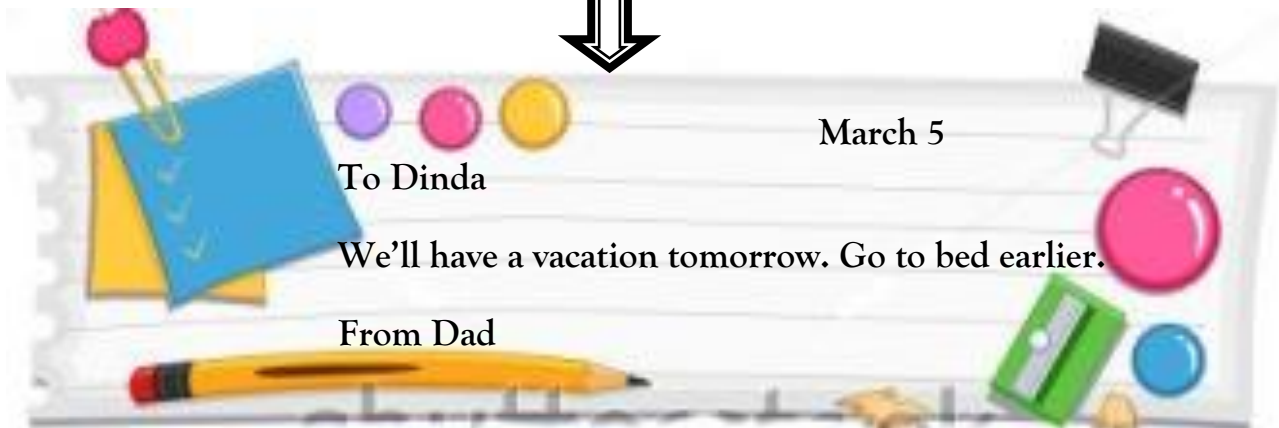 March 5
To Dinda
We'll have a vacation tomorrow. Go to bed earlier.
From Dad